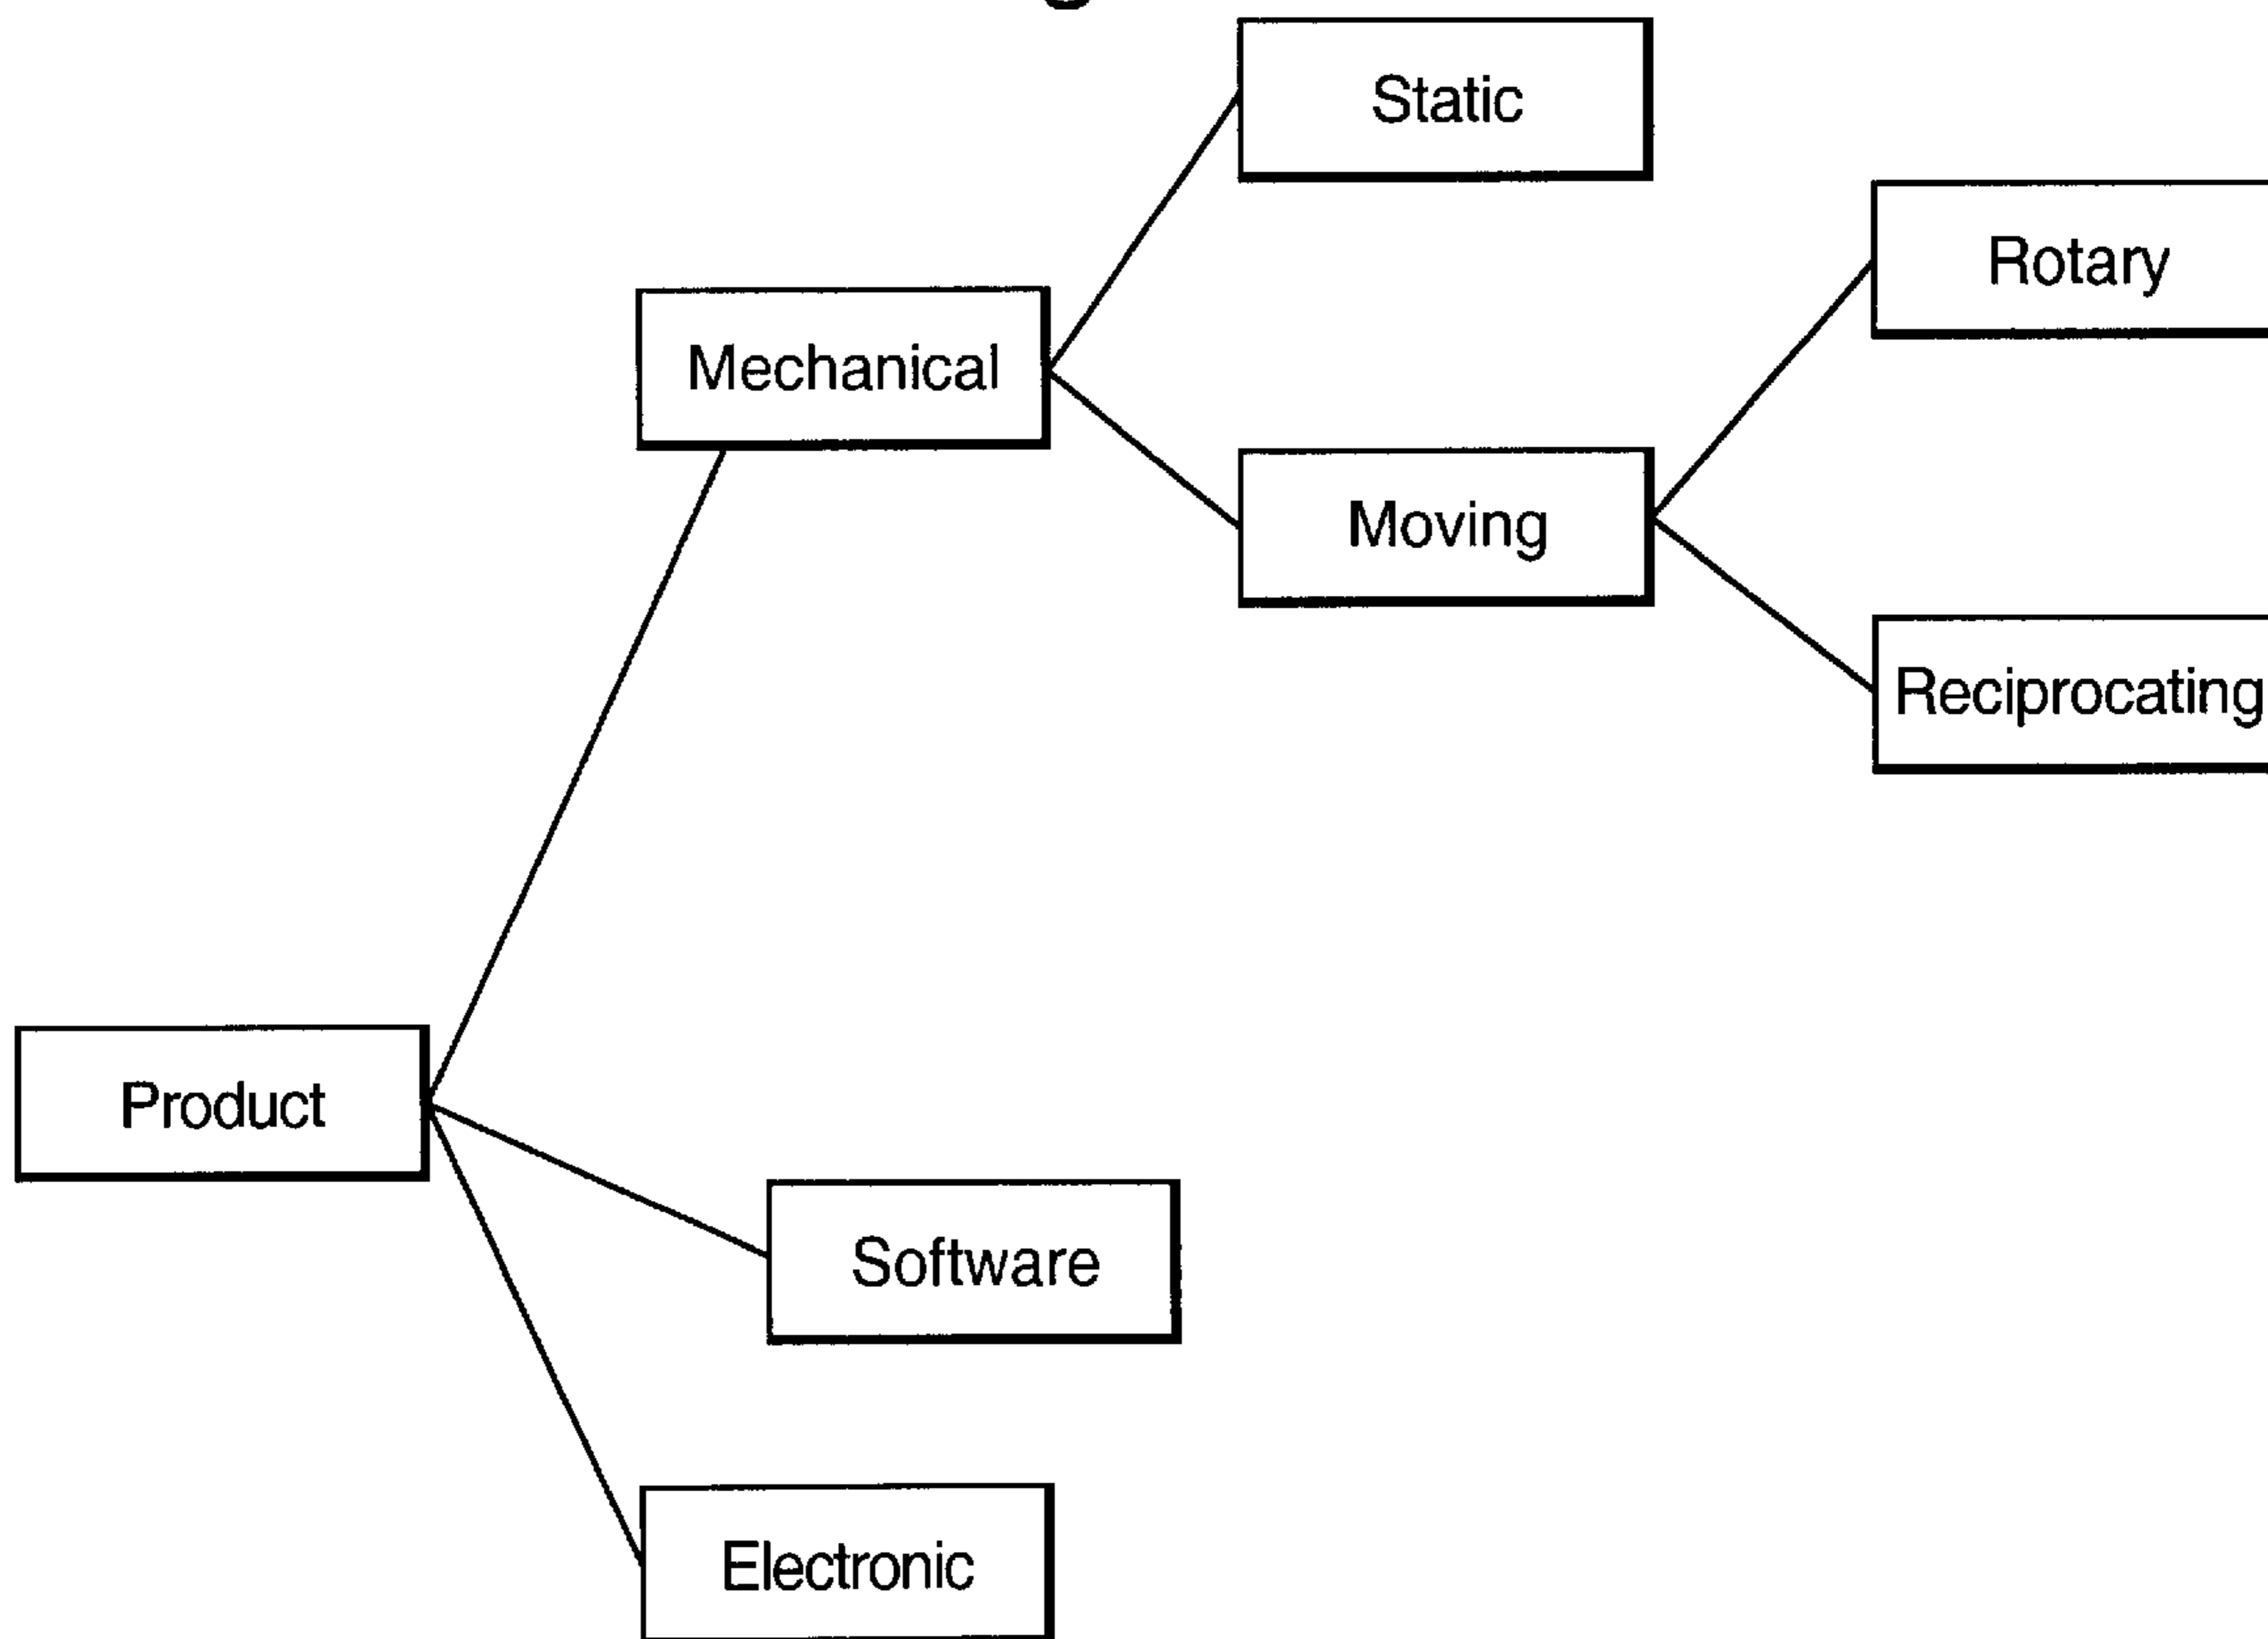 Static
Rotary
Mechanical
Moving
Reciprocating
Product
Software
Electronic